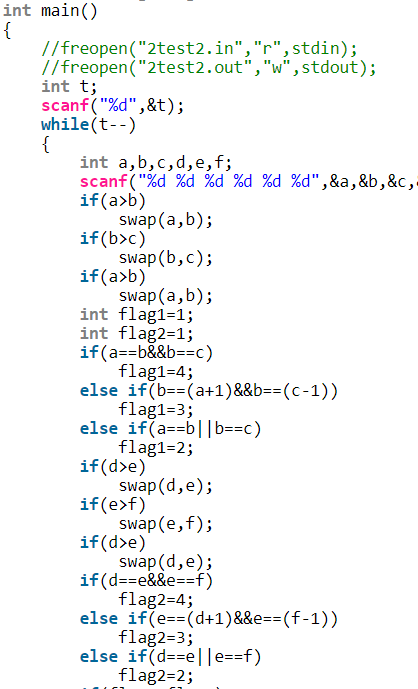 int main()
{
//freopen("2test2.in","r",stdin);
//freopen("2test2.out","w",stdout);
int t;
scanf("%d",&t);
while(t--)
{
int a,b,c,d,e,f;
scanf("%d %d %d %d %d %d",&a,&b,&c,
if(a>b)
swap(a,b);
if(b>c)
swap(b,c);
if(a>b)
swap(a,b);
int flag1=1;
int flag2=1;
if(a==b&&b==c)
flag1=4;
else if(b==(a+1)&&b==(c-1))
flag1=3;
else if(a==b||b==c)
flag1=2;
if(d>e)
swap(d,e);
if(e>f)
swap(e,f);
if(d>e)
swap(d,e);
if(d==e&&e==f)
flag2=4;
else if(e==(d+1)&&e==(f-1))
flag2=3;
else if(d==e||e==f)
flag2=2;